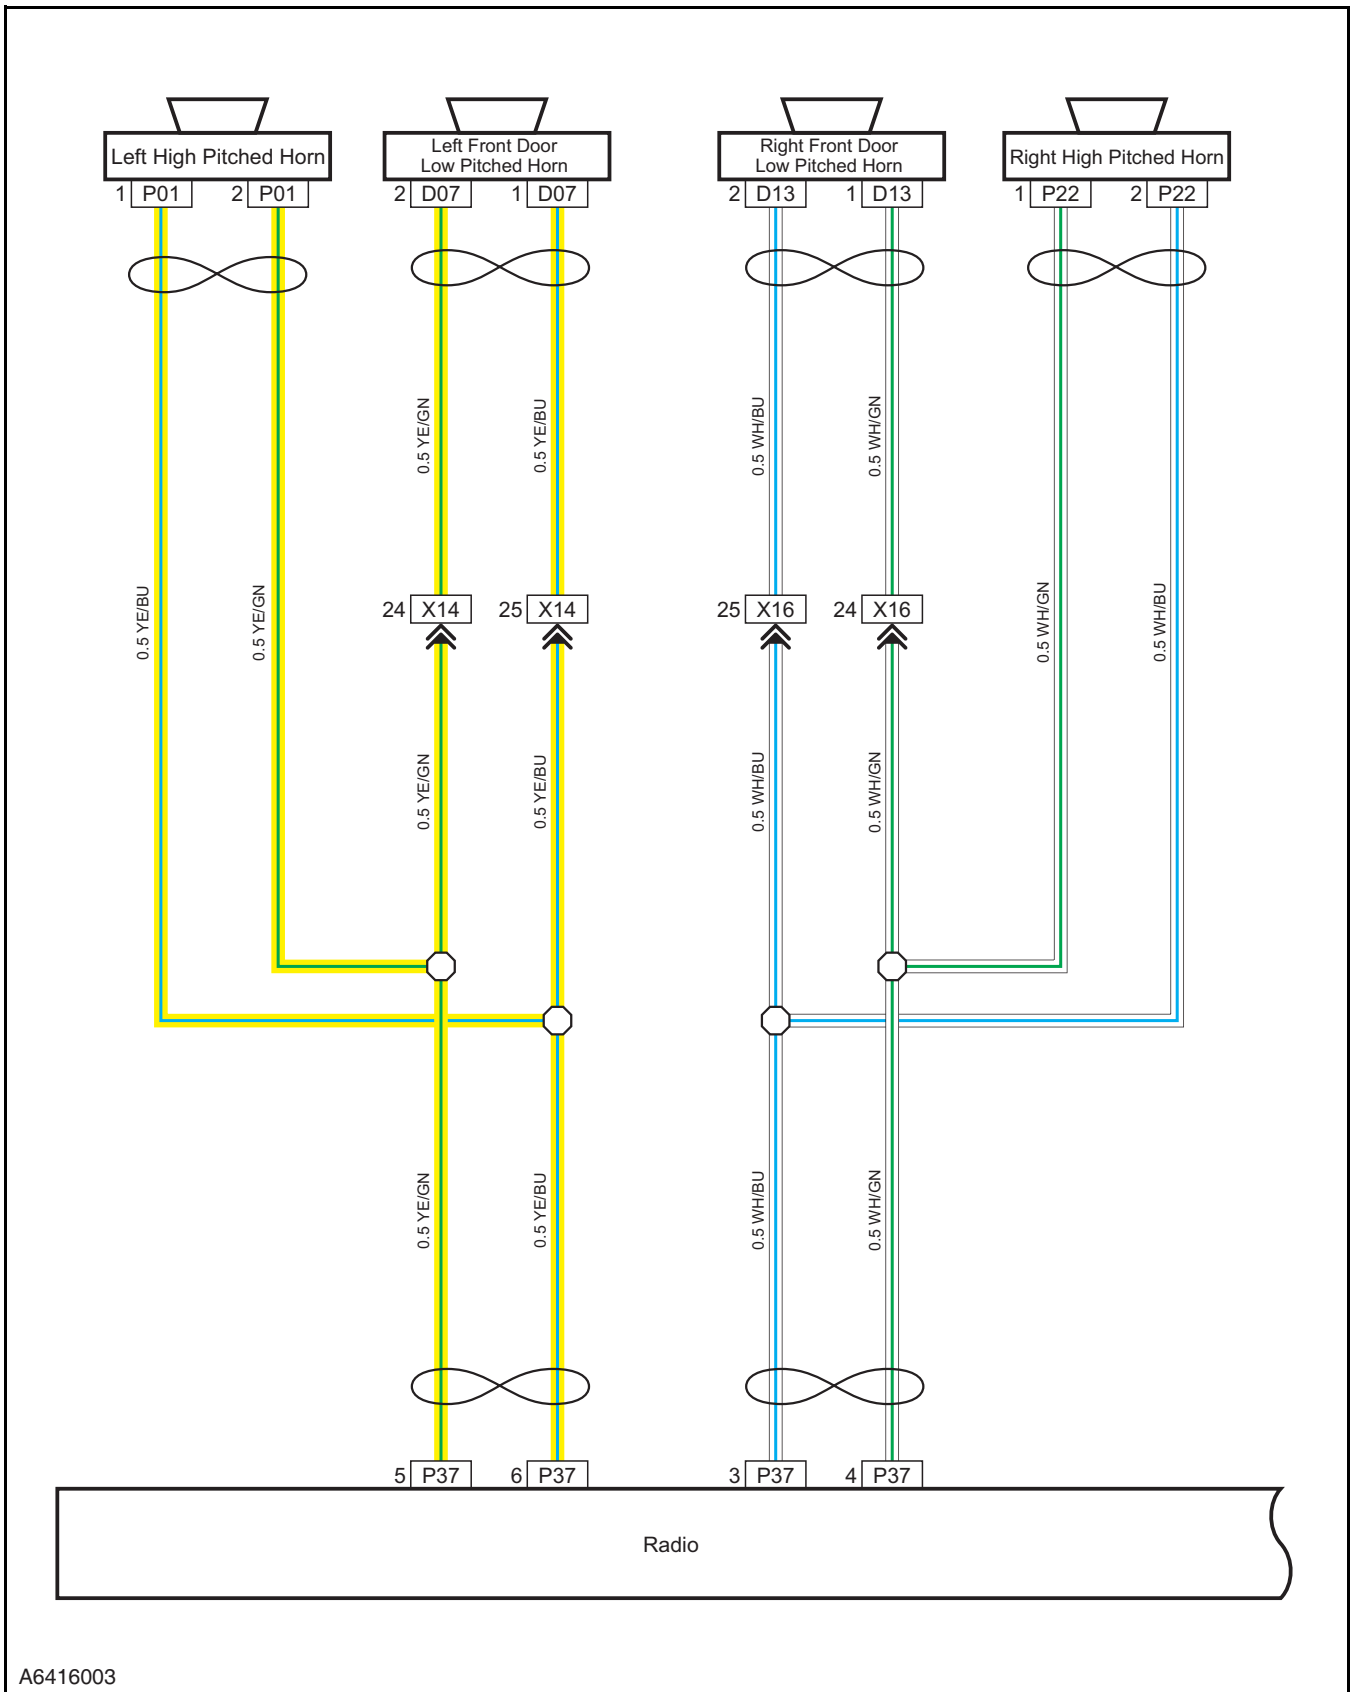 Left High Pitched Horn
Left Front Door
Low Pitched Horn
Right Front Door
Low Pitched Horn
Right High Pitched Horn
1 P01
2 P01
2 D07
1 D07
2 D13
1 D13
1 P22
2 P22
0.5 YE/GN
0.5 YE/BU
0.5 WH/BU
0.5 WH/GN
0.5 YE/BU
0.5 YE/GN
24 X14
25 X14
25 X16
24 X16
0.5 WH/GN
0.5 WH/BU
0.5 YE/GN
0.5 YE/BU
0.5 WH/BU
0.5 WH/GN
0.5 YE/GN
0.5 YE/BU
0.5 WH/BU
0.5 WH/GN
5 P37
6 P37
3 P37
4 P37
Radio
A6416003